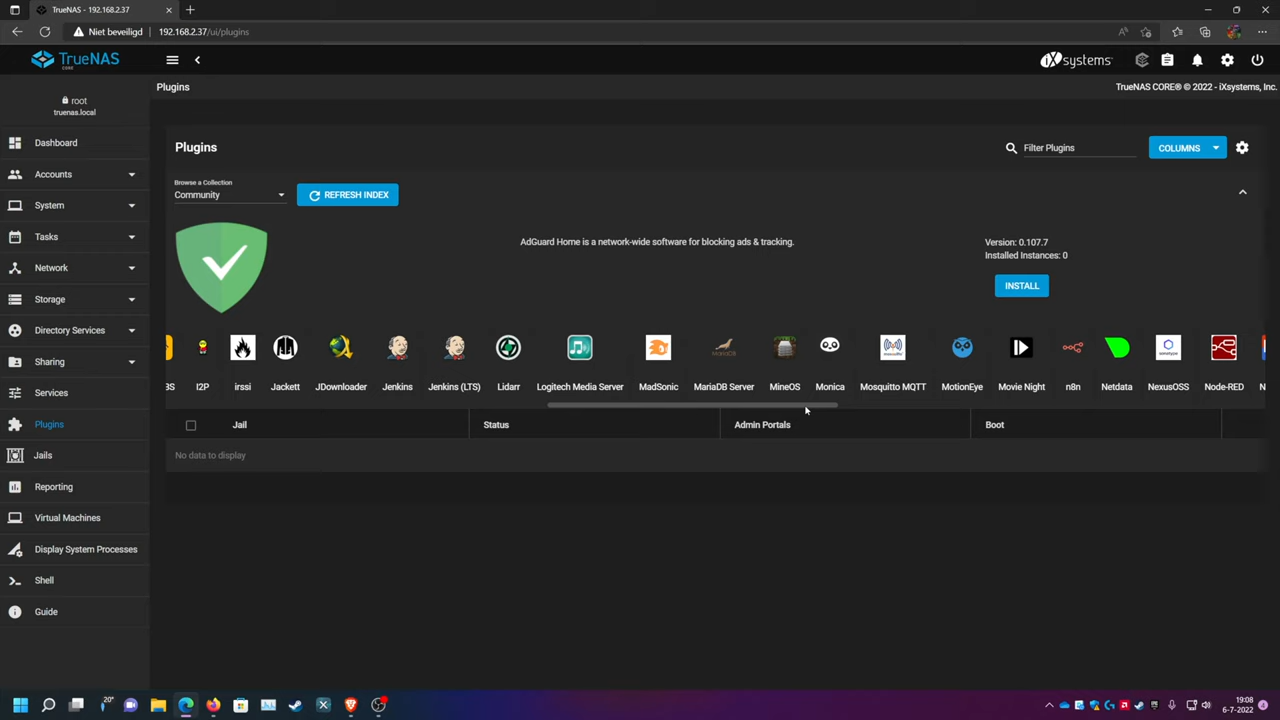 TrueNAS - 192.168.2.37
Niet beveiligd
192.168.2.37/ui/plugins
TrueNAS
CORE
iXsystems
root
truenas.local
Plugins
TrueNAS CORE® © 2022 - iXsystems, Inc.
Dashboard
Accounts
System
Tasks
Network
Storage
Directory Services
Sharing
Services
Plugins
Jails
Reporting
Virtual Machines
Display System Processes
Shell
Guide
Plugins
Filter Plugins
COLUMNS
Browse a Collection
Community
REFRESH INDEX
AdGuard Home is a network-wide software for blocking ads & tracking.
Version: 0.107.7
Installed Instances: 0
INSTALL
I2P
irssi
Jackett
JDownloader
Jenkins
Jenkins (LTS)
Lidarr
Logitech Media Server
MadSonic
MariaDB Server
MineOS
Monica
Mosquitto MQTT
MotionEye
Movie Night
n8n
Netdata
NexusOSS
Node-RED
Jail
Status
Admin Portals
Boot
No data to display
20°
19:08
6-7-2022